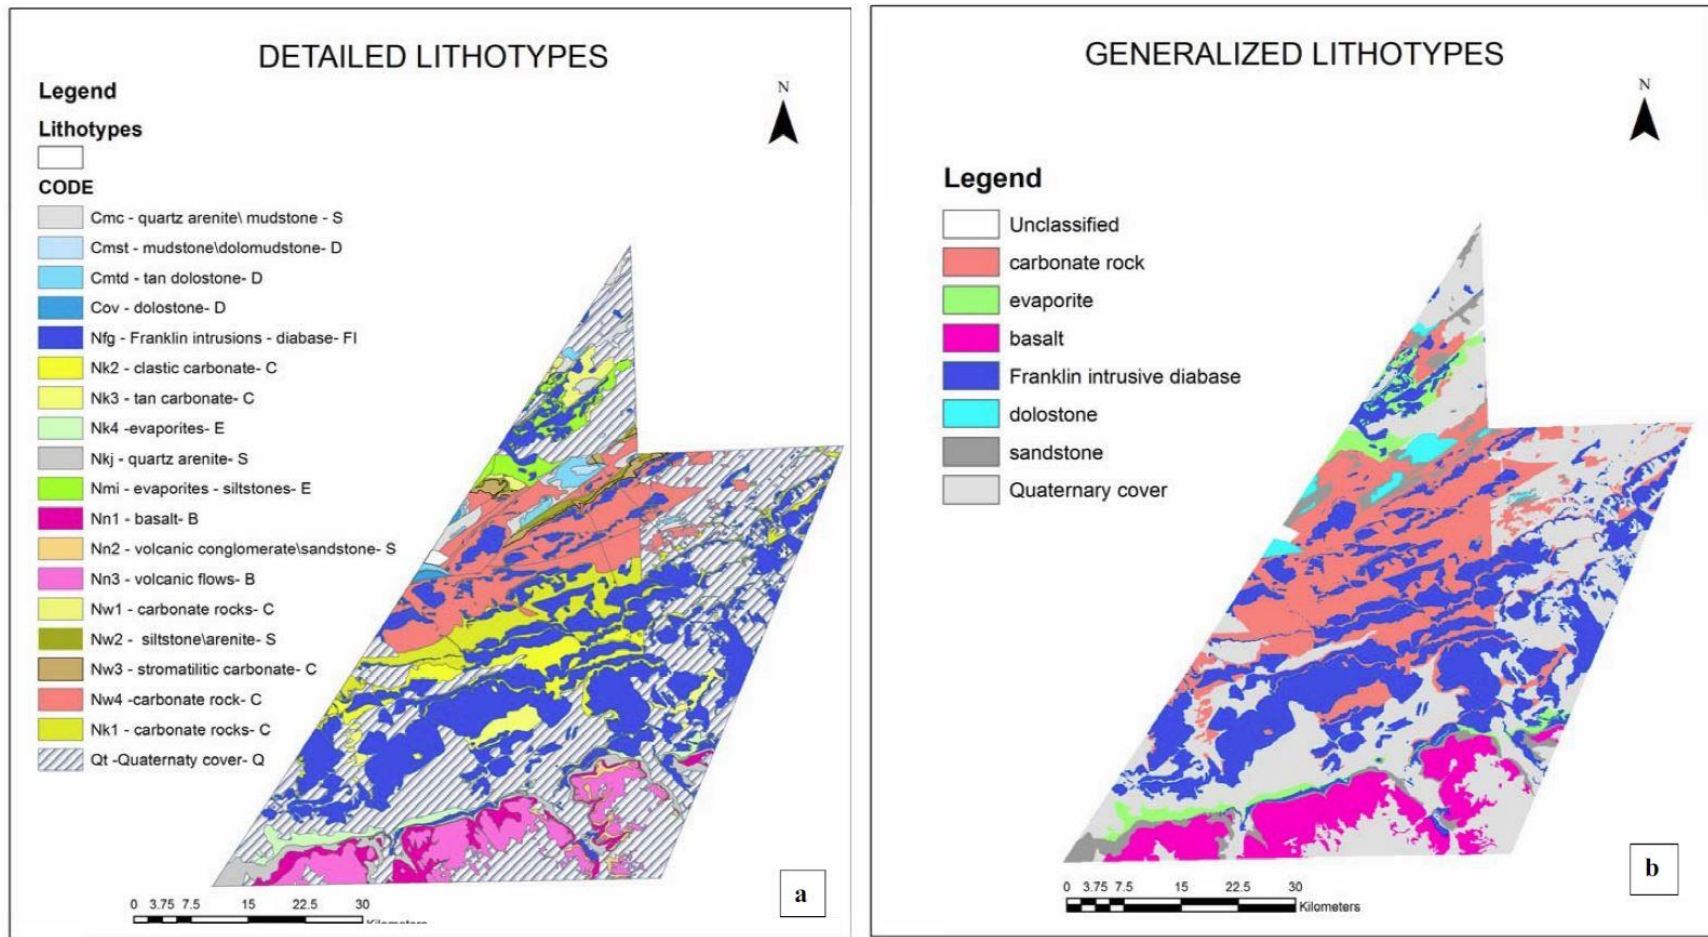 DETAILED LITHOTYPES
Legend
Lithotypes
CODE
Cmc - quartz arenite\ mudstone - S
Cmst - mudstone\dolomudstone- D
Cmtd - tan dolostone- D
Cov - dolostone- D
Nfg - Franklin intrusions - diabase- FI
Nk2 - clastic carbonate- C
Nk3 - tan carbonate- C
Nk4 -evaporites- E
Nkj - quartz arenite- S
Nmi - evaporites - siltstones- E
Nn1 - basalt- B
Nn2 - volcanic conglomerate\sandstone- S
Nn3 - volcanic flows- B
Nw1 - carbonate rocks- C
Nw2 - siltstone\arenite- S
Nw3 - stromatilitic carbonate- C
Nw4 -carbonate rock- C
Nk1 - carbonate rocks- C
Qt -Quaternaty cover- Q
N
0 3.75 7.5 15 22.5 30
Kilometers
a
GENERALIZED LITHOTYPES
N
Legend
Unclassified
carbonate rock
evaporite
basalt
Franklin intrusive diabase
dolostone
sandstone
Quaternary cover
0 3.75 7.5 15 22.5 30
Kilometers
b